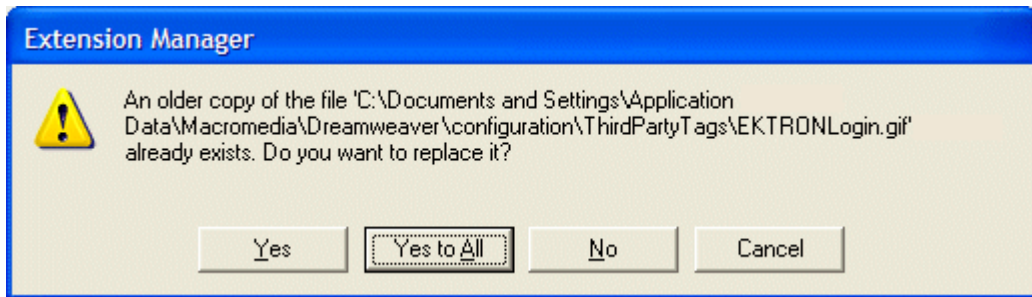 Extension Manager
An older copy of the file 'C:\Documents and Settings\Application
Data\Macromedia\Dreamweaver\configuration\ThirdPartyTags\EKTRONLogin.gif'
already exists. Do you want to replace it?
Yes Yes to All No Cancel